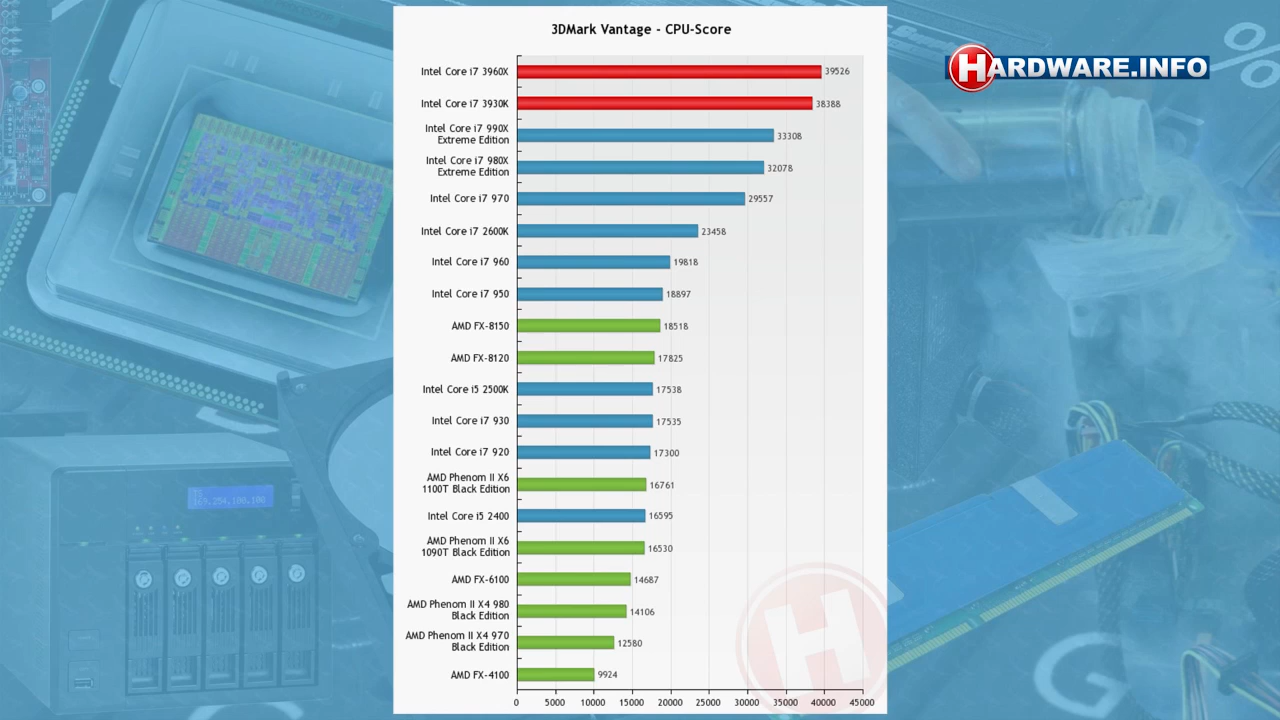 3DMark Vantage - CPU-Score
HARDWARE.INFO
Intel Core i7 3960X 39526
Intel Core i7 3930K 38388
Intel Core i7 990X
Extreme Edition 33308
Intel Core i7 980X
Extreme Edition 32078
Intel Core i7 970 29557
Intel Core i7 2600K 23458
Intel Core i7 960 19818
Intel Core i7 950 18897
AMD FX-8150 18518
AMD FX-8120 17825
Intel Core i5 2500K 17538
Intel Core i7 930 17535
Intel Core i7 920 17300
AMD Phenom II X6
1100T Black Edition 16761
Intel Core i5 2400 16595
AMD Phenom II X6
1090T Black Edition 16530
AMD FX-6100 14687
AMD Phenom II X4 980
Black Edition 14106
AMD Phenom II X4 970
Black Edition 12580
AMD FX-4100 9924
0 5000 10000 15000 20000 25000 30000 35000 40000 45000
H
169.254.100.100
G